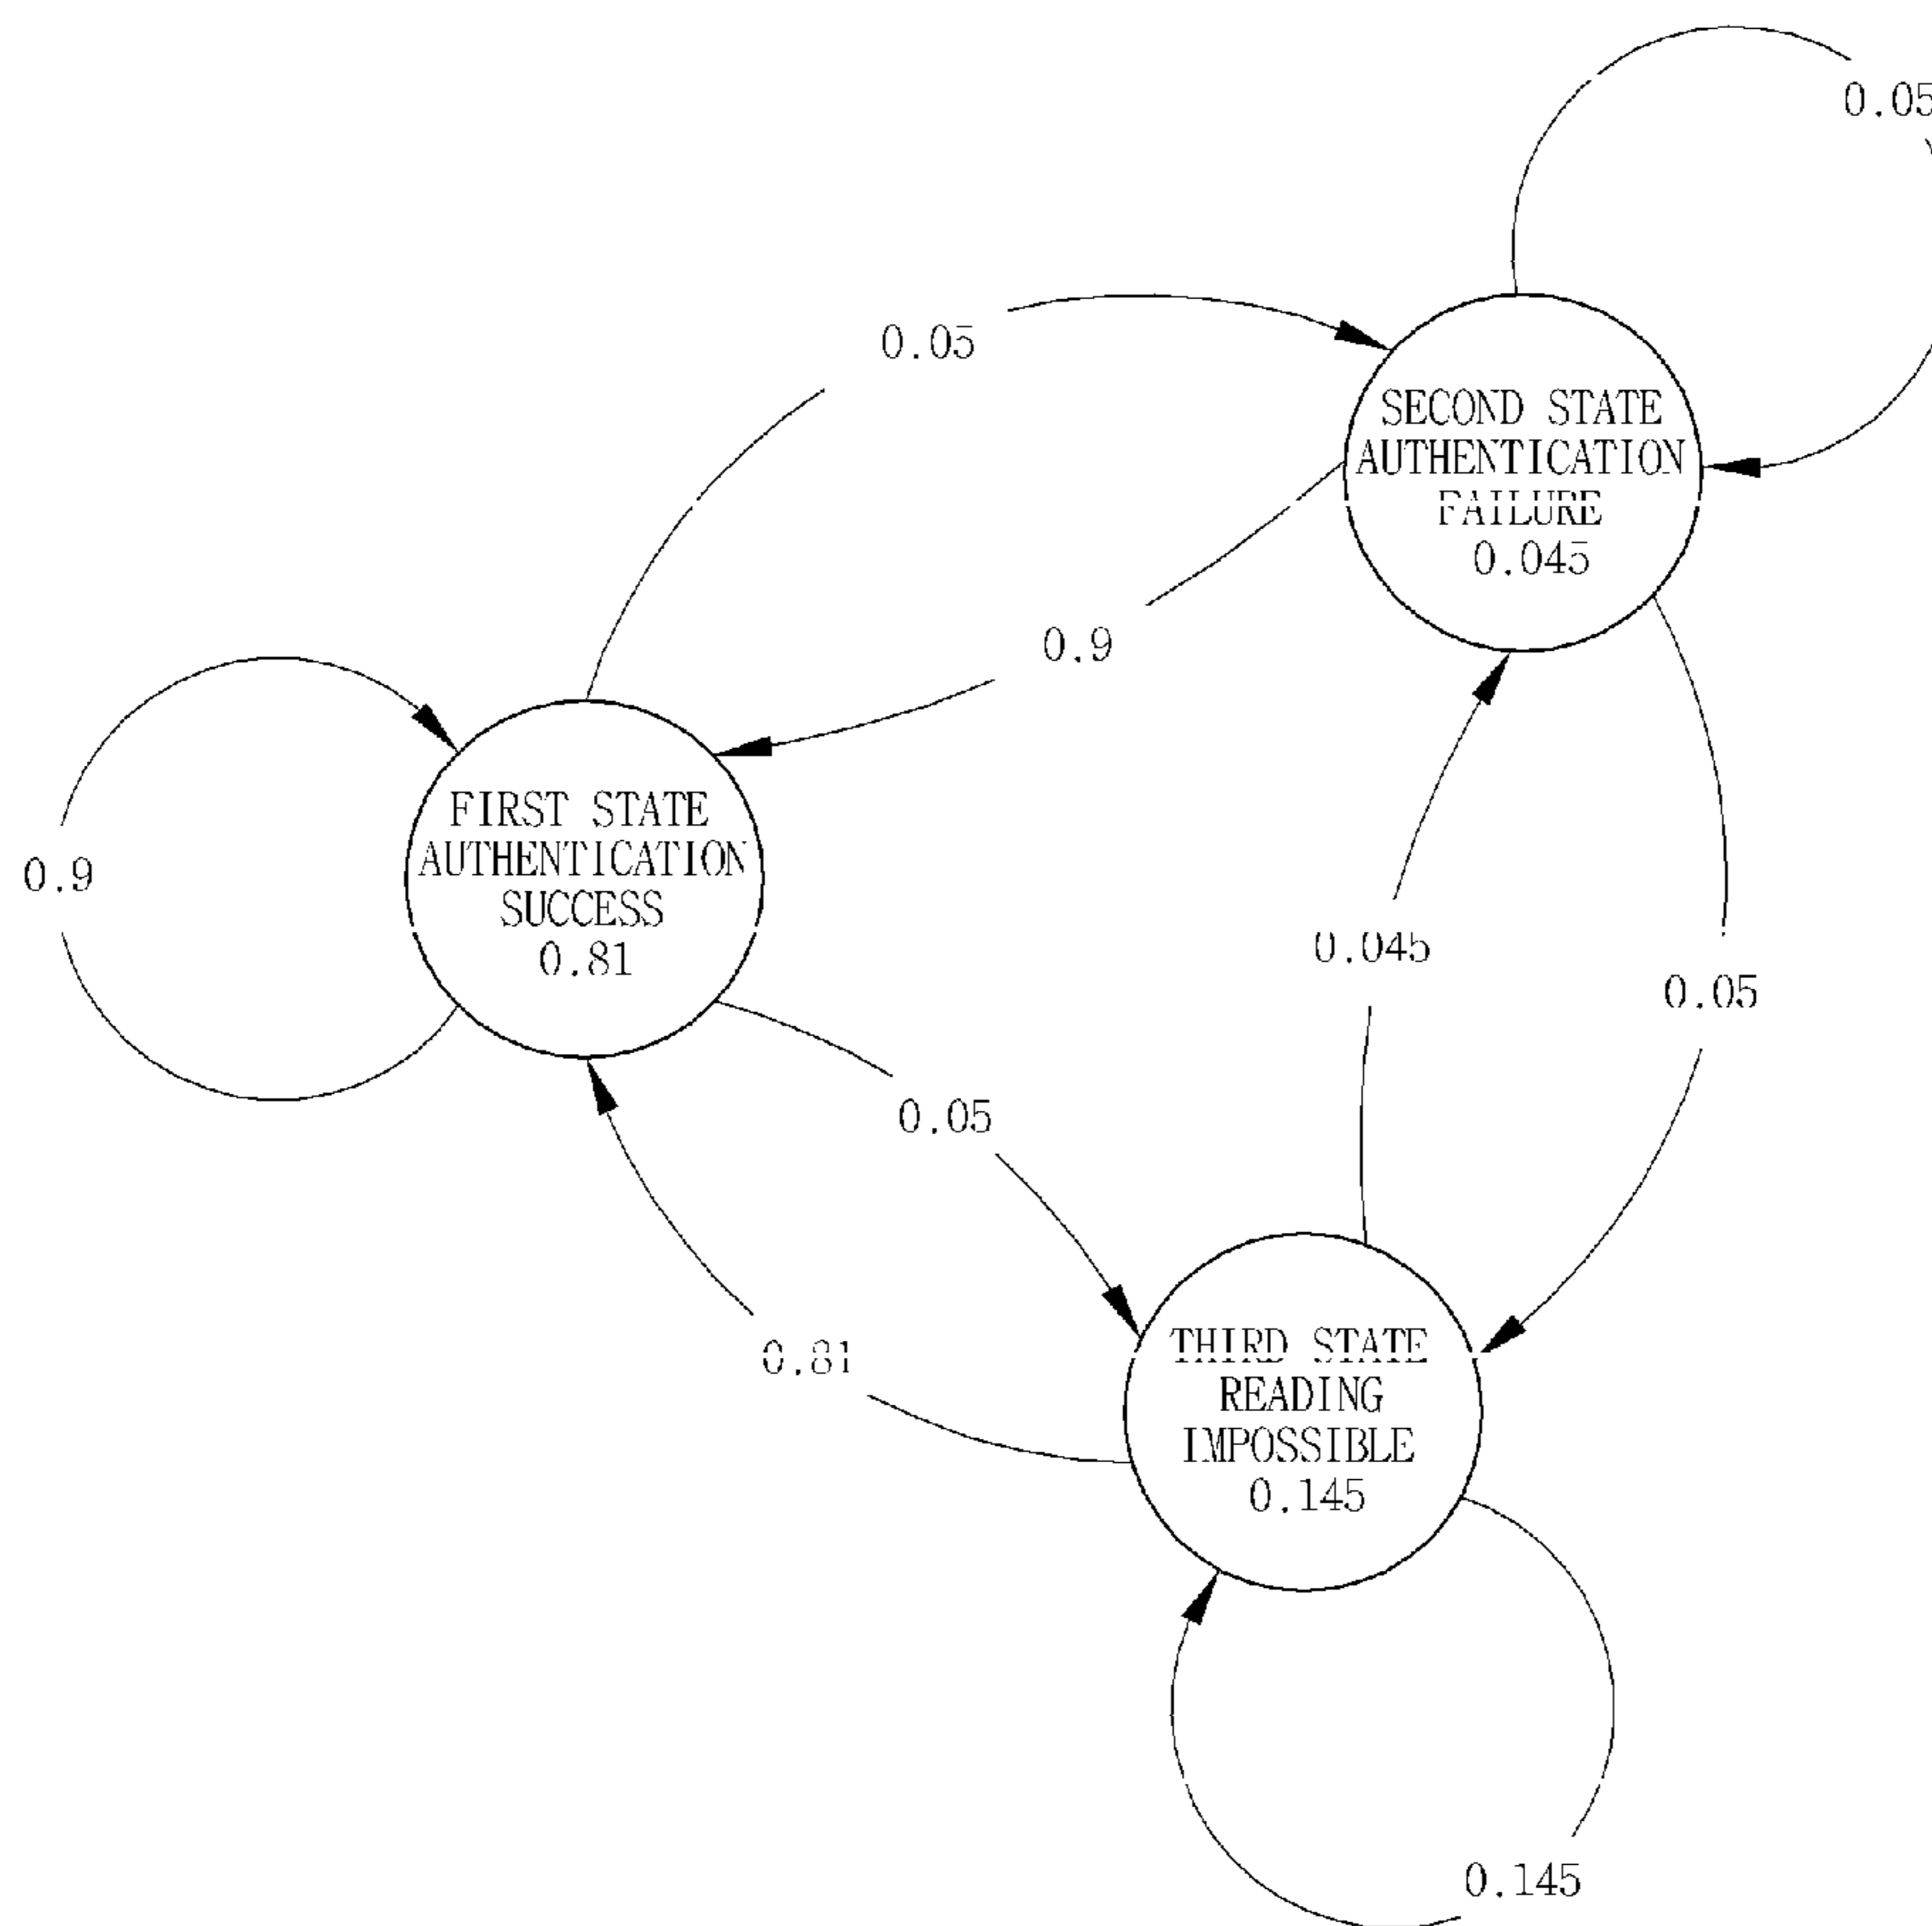 0.05
0.05
SECOND STATE
AUTHENTICATION
FAILURE
0.045
0.9
FIRST STATE
AUTHENTICATION
SUCCESS
0.81
0.9
0.045
0.05
0.05
0.81
THIRD STATE
READING
IMPOSSIBLE
0.145
0.145